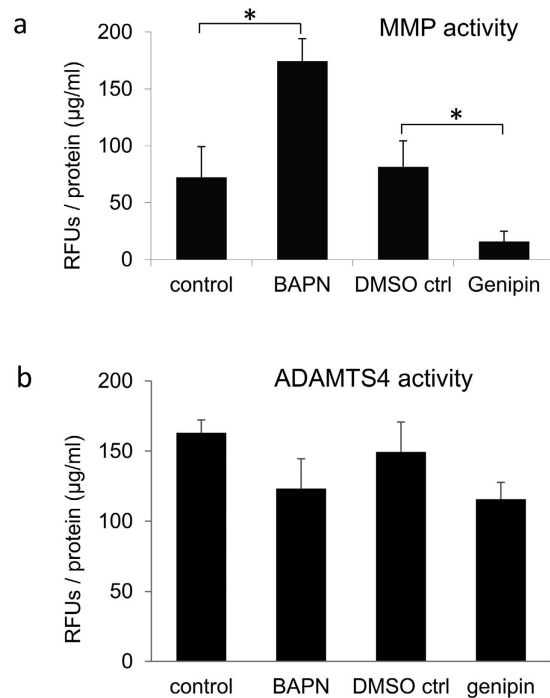 a
MMP activity
RFUs / protein (µg/ml)
200
150
100
50
0
*
*
control BAPN DMSO ctrl Genipin
b
ADAMTS4 activity
RFUs / protein (µg/ml)
200
150
100
50
0
control BAPN DMSO ctrl genipin